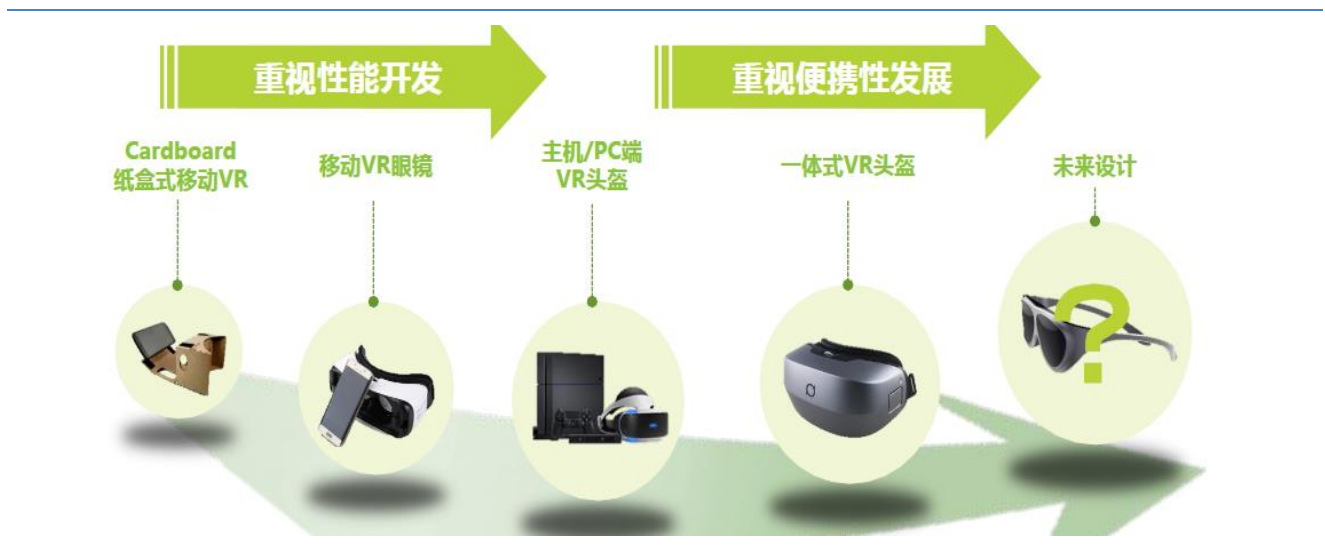 重视性能开发
重视便携性发展
Cardboard
纸盒式移动VR
移动VR眼镜
主机/PC端
VR头盔
一体式VR头盔
未来设计
?